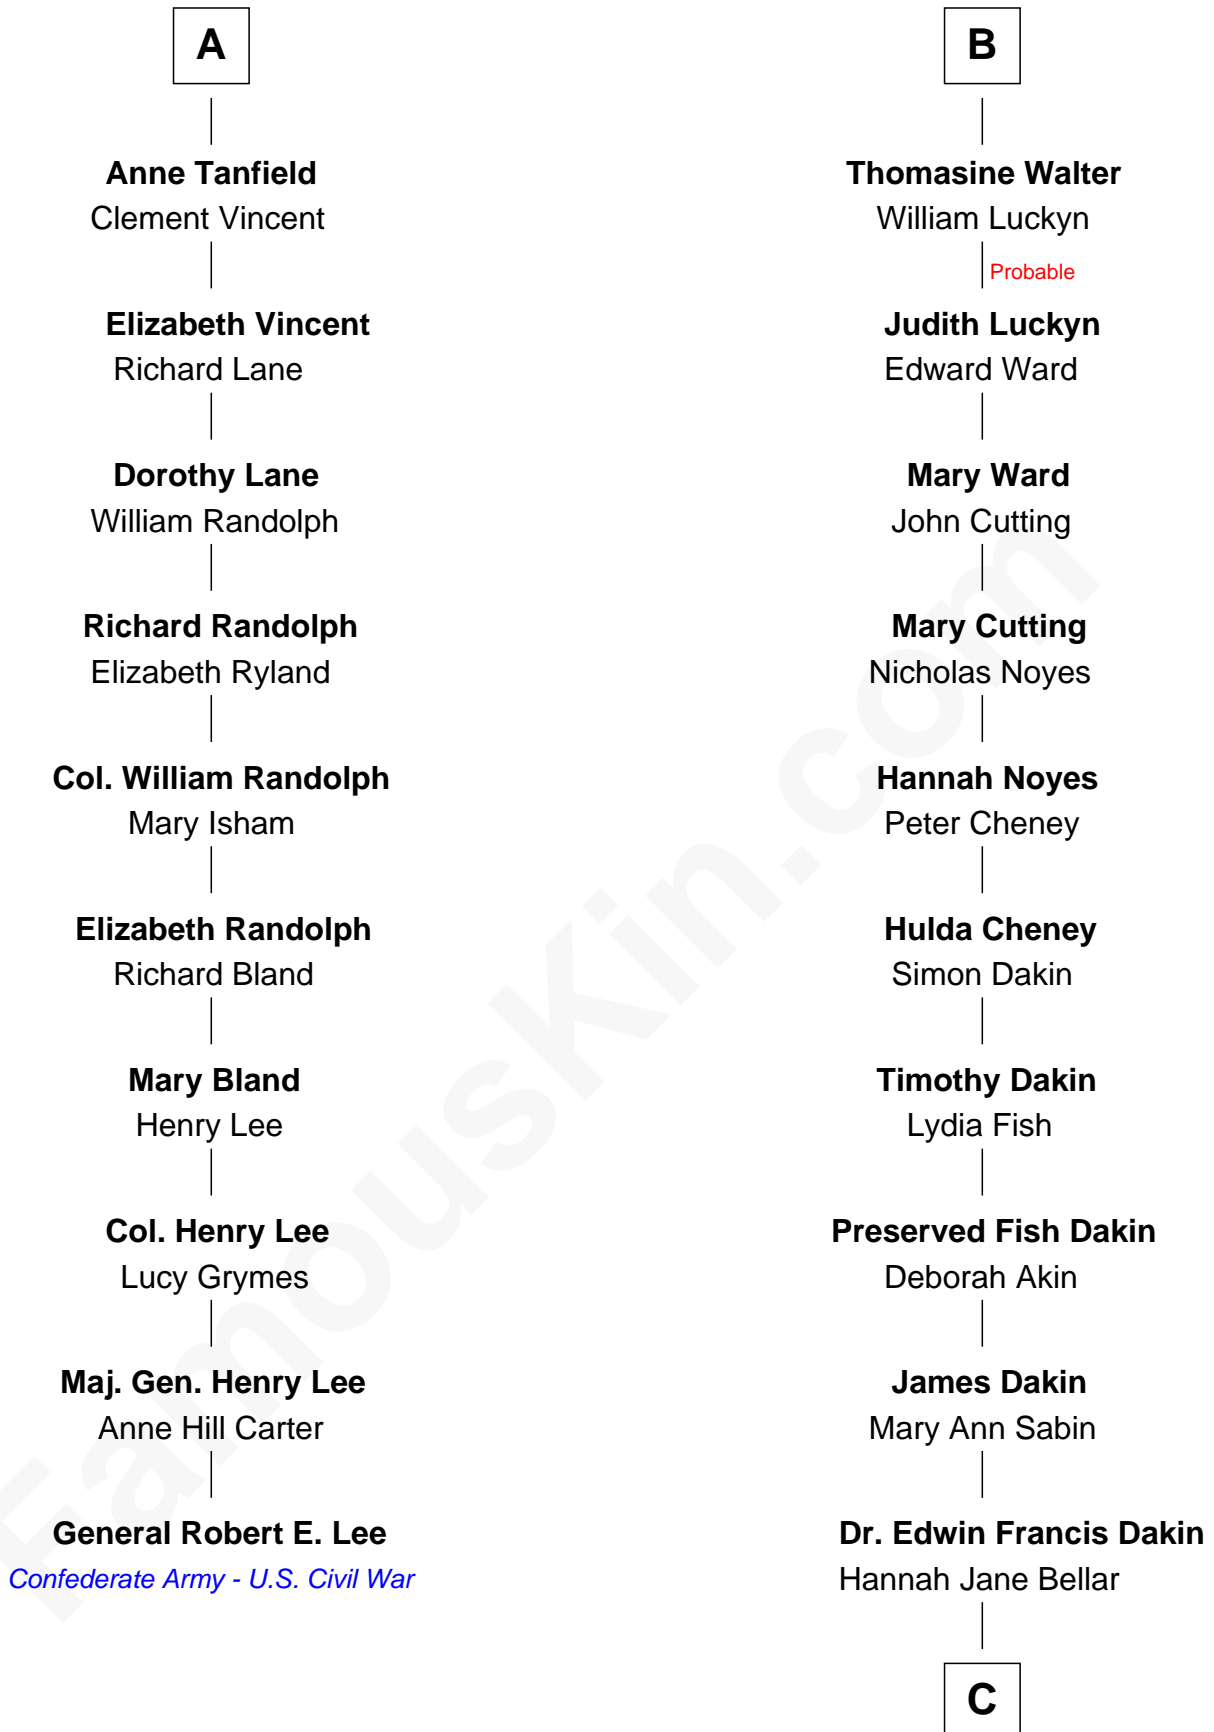 A
Anne Tanfield
Clement Vincent
Elizabeth Vincent
Richard Lane
Dorothy Lane
William Randolph
Richard Randolph
Elizabeth Ryland
Col. William Randolph
Mary Isham
Elizabeth Randolph
Richard Bland
Mary Bland
Henry Lee
Col. Henry Lee
Lucy Grymes
Maj. Gen. Henry Lee
Anne Hill Carter
General Robert E. Lee
Confederate Army - U.S. Civil War
B
Thomasine Walter
William Luckyn
Probable
Judith Luckyn
Edward Ward
Mary Ward
John Cutting
Mary Cutting
Nicholas Noyes
Hannah Noyes
Peter Cheney
Hulda Cheney
Simon Dakin
Timothy Dakin
Lydia Fish
Preserved Fish Dakin
Deborah Akin
James Dakin
Mary Ann Sabin
Dr. Edwin Francis Dakin
Hannah Jane Bellar
C
FamousKin.com